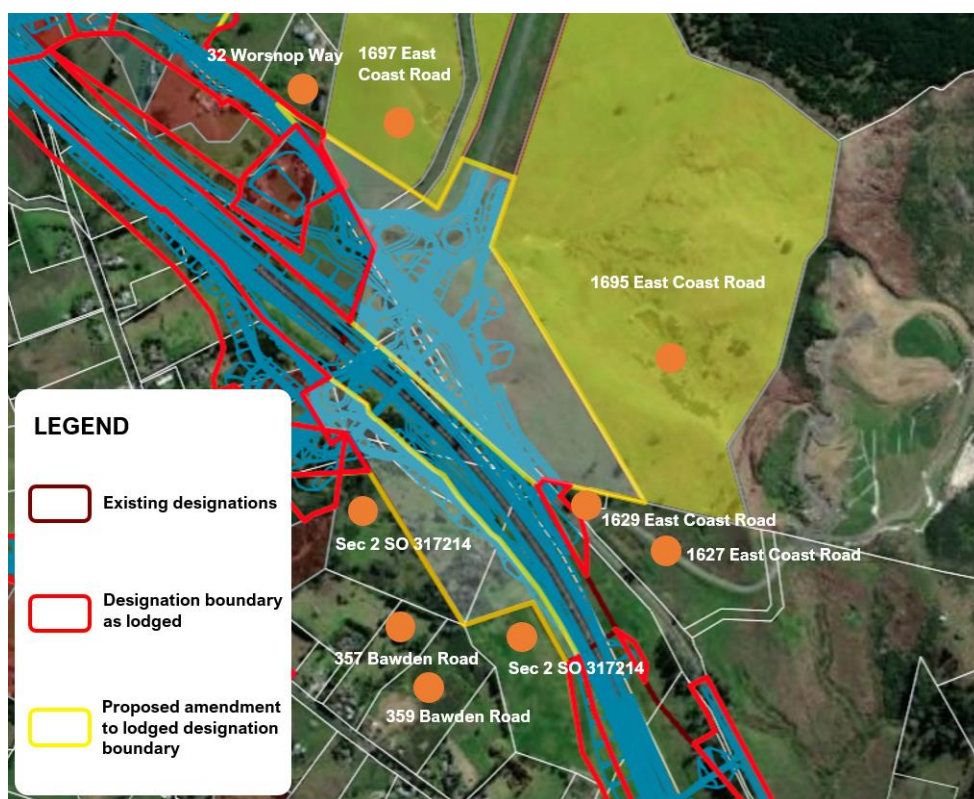 32 Worsnop Way
1697 East
Coast Road
1695 East Coast Road
LEGEND
Existing designations
Designation boundary
as lodged
Proposed amendment
to lodged designation
boundary
1629 East Coast Road
1627 East Coast Road
Sec 2 SO 317214
357 Bawden Road
Sec 2 SO 317214
359 Bawden Road